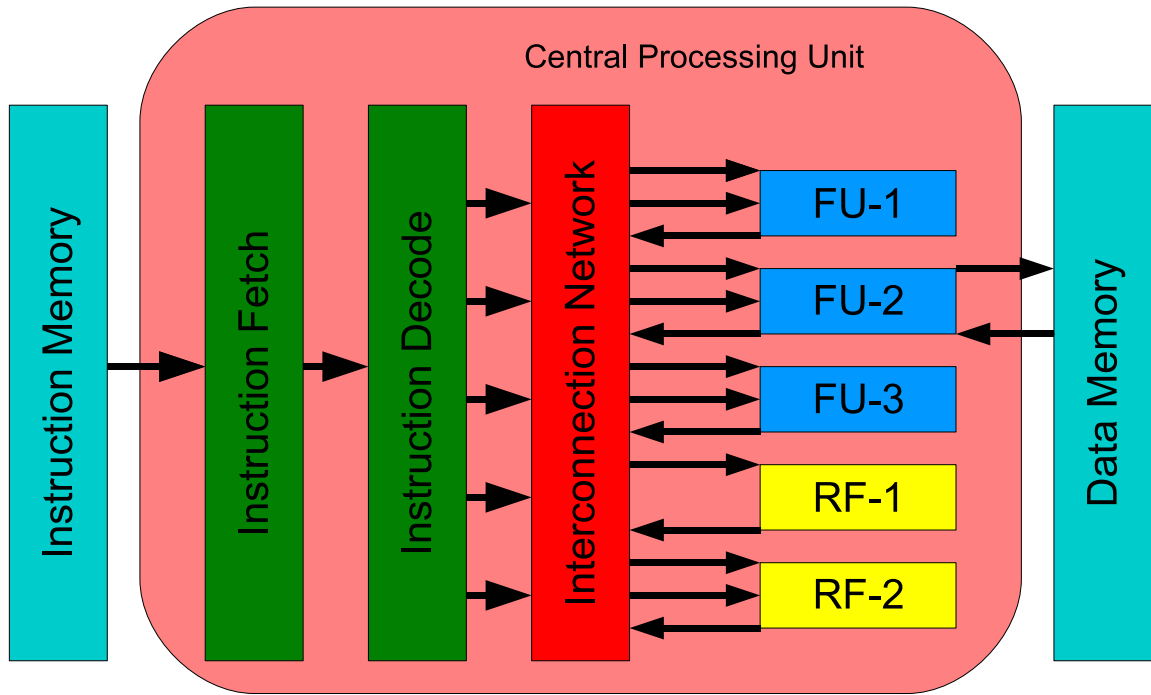 Central Processing Unit
Instruction Memory
Instruction Fetch
Instruction Decode
Interconnection Network
FU-1
FU-2
FU-3
RF-1
RF-2
Data Memory